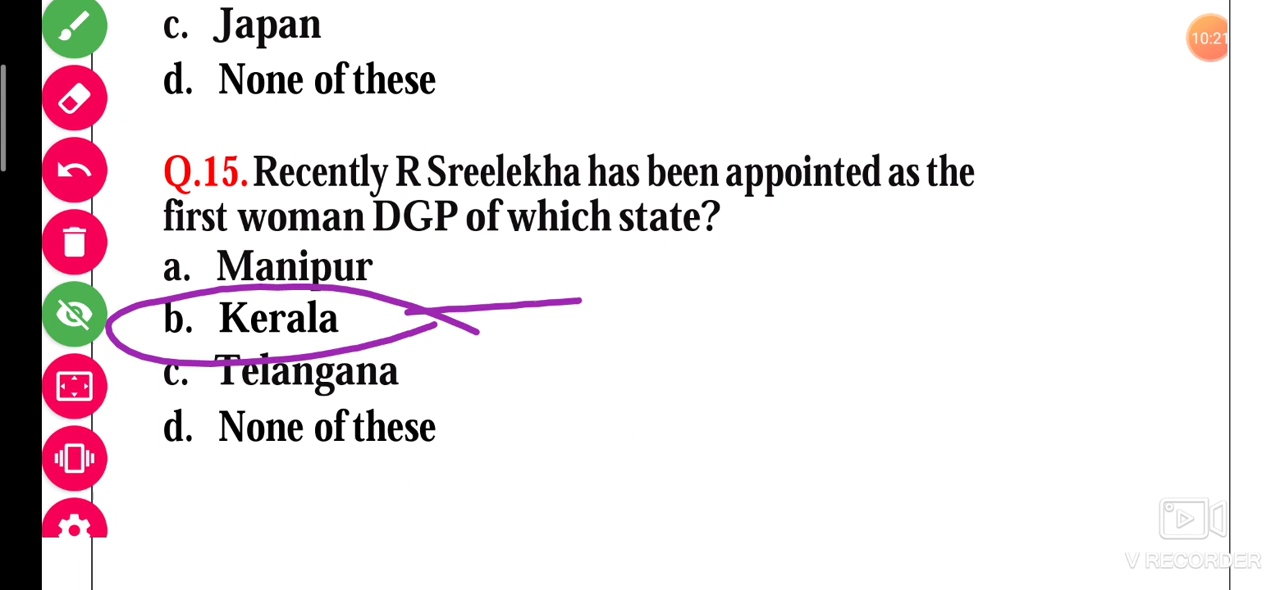 c. Japan
10:21
d. None of these
Q.15. Recently R Sreelekha has been appointed as the
first woman DGP of which state?
a. Manipur
b. Kerala
c. Telangana
d. None of these
V RECORDER